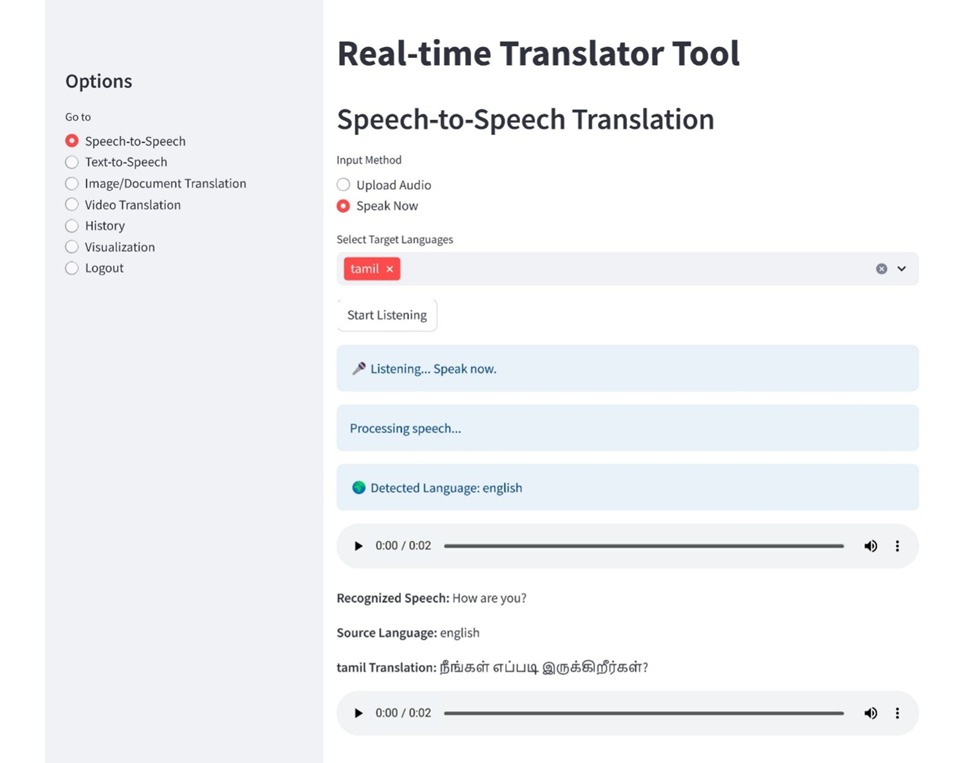 Options
Go to
Speech-to-Speech
Text-to-Speech
Image/Document Translation
Video Translation
History
Visualization
Logout
Real-time Translator Tool
Speech-to-Speech Translation
Input Method
Upload Audio
Speak Now
Select Target Languages
tamil ×
Start Listening
🎤 Listening... Speak now.
Processing speech...
🌍 Detected Language: english
0:00 / 0:02
Recognized Speech: How are you?
Source Language: english
tamil Translation: நீங்கள் எப்படி இருக்கிறீர்கள்?
0:00 / 0:02